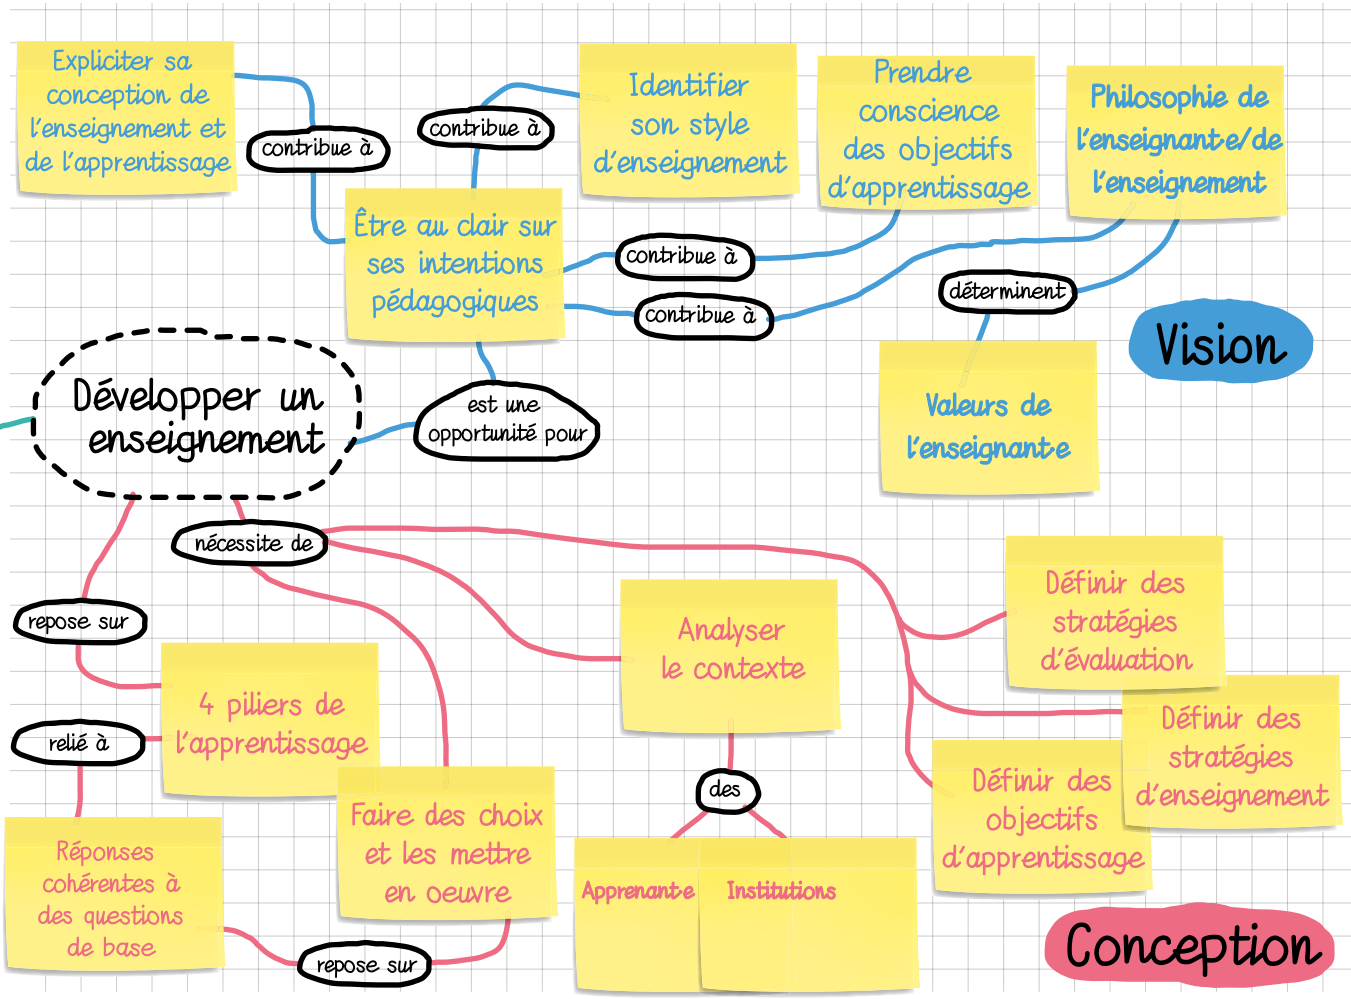 Expliciter sa
conception de
l'enseignement et
de l'apprentissage
contribue à
contribue à
Identifier
son style
d'enseignement
Prendre
conscience
des objectifs
d'apprentissage
Philosophie de
l'enseignant·e/de
l'enseignement
Être au clair sur
ses intentions
pédagogiques
contribue à
contribue à
déterminent
Vision
Valeurs de
l'enseignant·e
Développer un
enseignement
est une
opportunité pour
nécessite de
repose sur
4 piliers de
l'apprentissage
relié à
Réponses
cohérentes à
des questions
de base
Faire des choix
et les mettre
en oeuvre
repose sur
Analyser
le contexte
des
Apprenant·e
Institutions
Définir des
stratégies
d'évaluation
Définir des
stratégies
d'enseignement
Définir des
objectifs
d'apprentissage
Conception